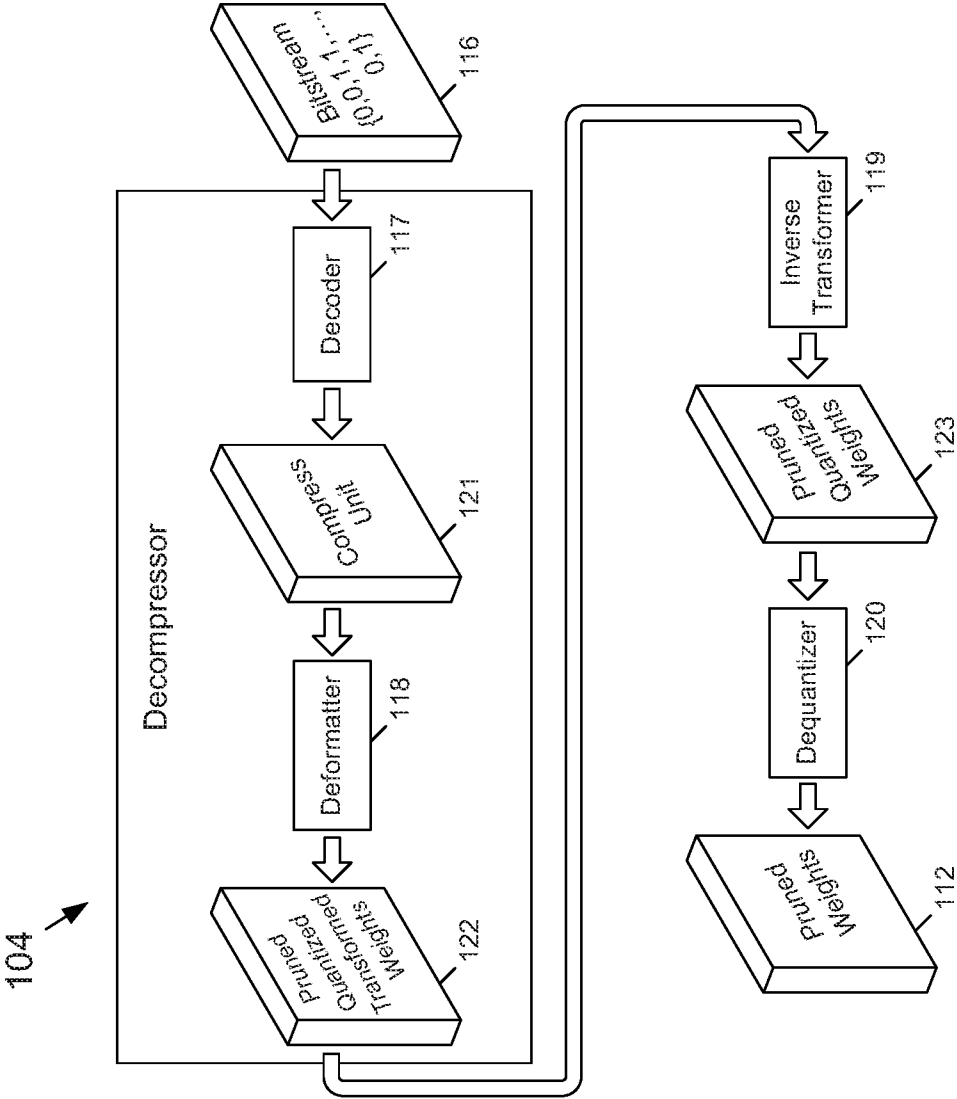 104
Decompressor
Bitstream
{0,0,1,1,...,
0,1}
116
Decoder
117
Compress
Unit
121
Deformatter
118
Pruned
Quantized
Transformed
Weights
122
Inverse
Transformer
119
Pruned
Quantized
Weights
123
Dequantizer
120
Pruned
Weights
112